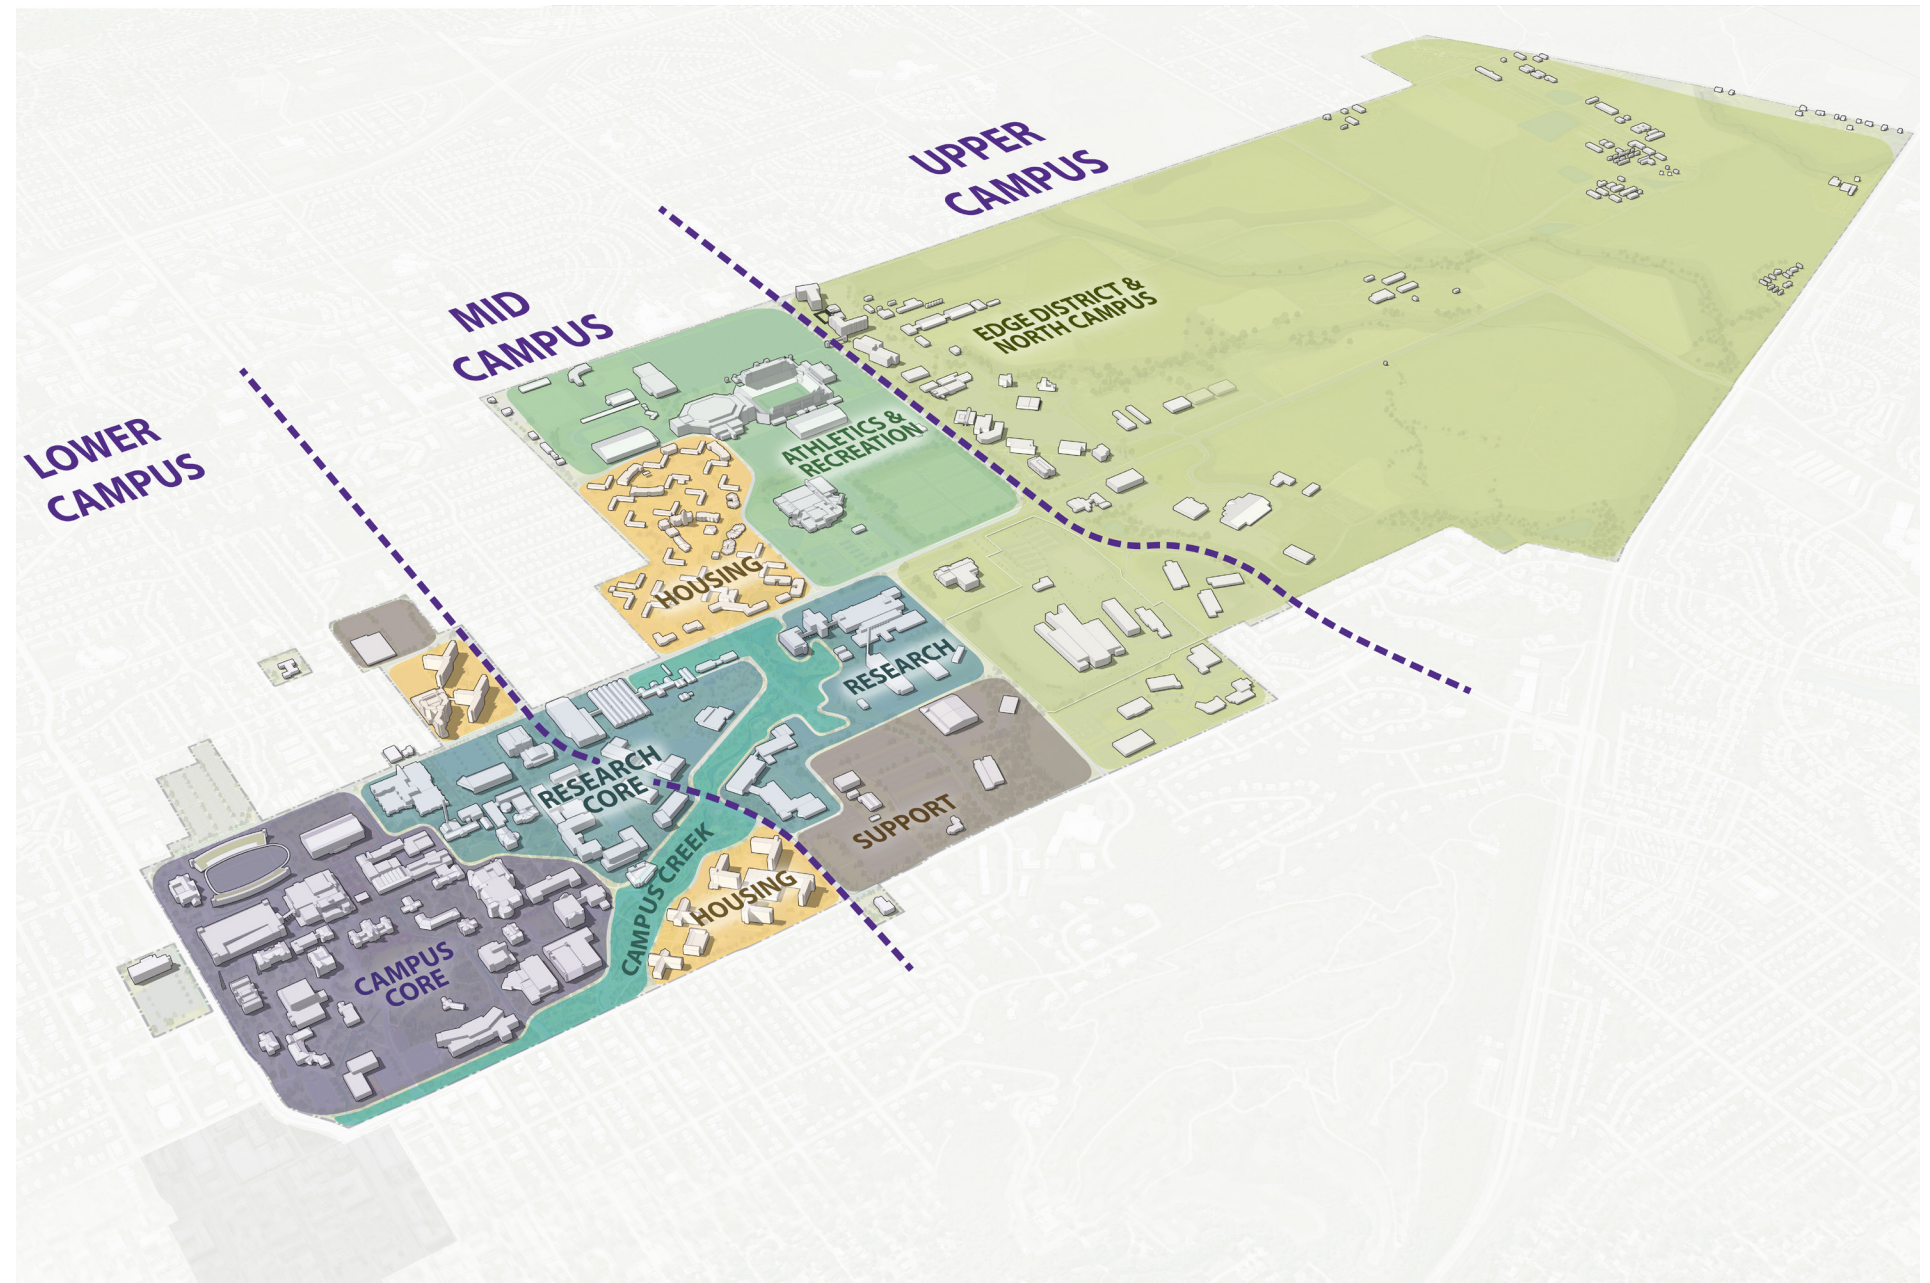 UPPER
CAMPUS
MID
CAMPUS
LOWER
CAMPUS
EDGE DISTRICT &
NORTH CAMPUS
ATHLETICS &
RECREATION
HOUSING
RESEARCH
RESEARCH
CORE
SUPPORT
CAMPUS CREEK
HOUSING
CAMPUS
CORE